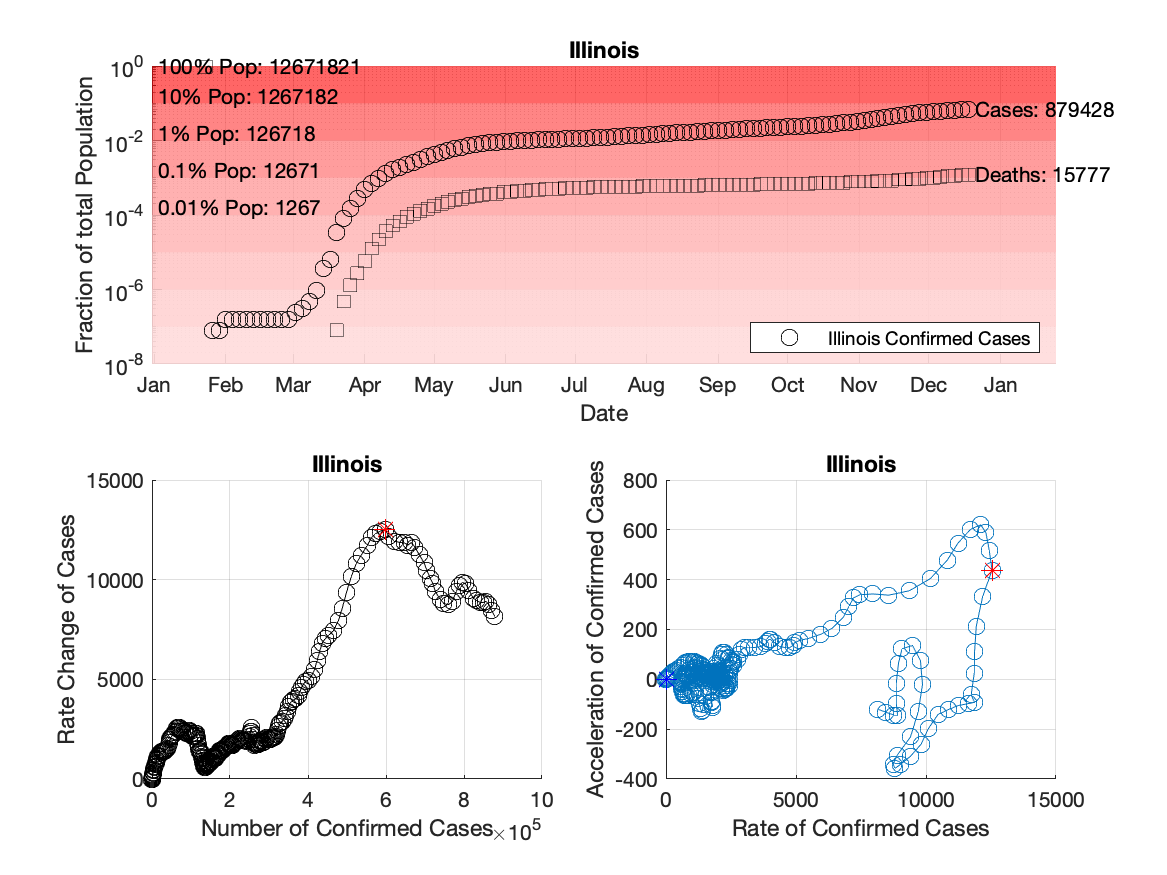 Illinois
Fraction of total Population
10^0
10^-2
10^-4
10^-6
10^-8
100% Pop: 12671821
10% Pop: 1267182
1% Pop: 126718
0.1% Pop: 12671
0.01% Pop: 1267
Cases: 879428
Deaths: 15777
Illinois Confirmed Cases
Jan Feb Mar Apr May Jun Jul Aug Sep Oct Nov Dec Jan
Date
Illinois
Rate Change of Cases
15000
10000
5000
0
0 2 4 6 8 10
Number of Confirmed Cases
×10^5
Illinois
Acceleration of Confirmed Cases
800
600
400
200
0
-200
-400
0 5000 10000 15000
Rate of Confirmed Cases